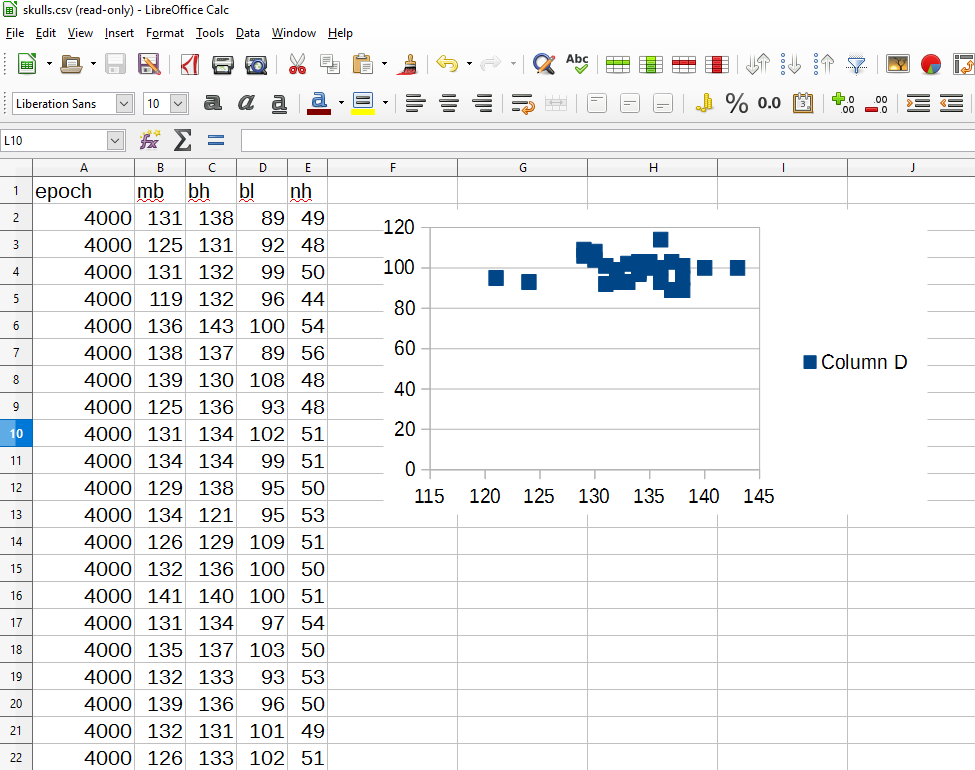 skulls.csv (read-only) - LibreOffice Calc
File Edit View Insert Format Tools Data Window Help
Abc
Liberation Sans 10 a a a a % 0.0 3 .00 .00
L10 fx Σ =
A B C D E F G H I J
1 epoch mb bh bl nh
2 4000 131 138 89 49
3 4000 125 131 92 48
4 4000 131 132 99 50
5 4000 119 132 96 44
6 4000 136 143 100 54
7 4000 138 137 89 56
8 4000 139 130 108 48
9 4000 125 136 93 48
10 4000 131 134 102 51
11 4000 134 134 99 51
12 4000 129 138 95 50
13 4000 134 121 95 53
14 4000 126 129 109 51
15 4000 132 136 100 50
16 4000 141 140 100 51
17 4000 131 134 97 54
18 4000 135 137 103 50
19 4000 132 133 93 53
20 4000 139 136 96 50
21 4000 132 131 101 49
22 4000 126 133 102 51
120
100
80
60
40
20
0
115 120 125 130 135 140 145
Column D